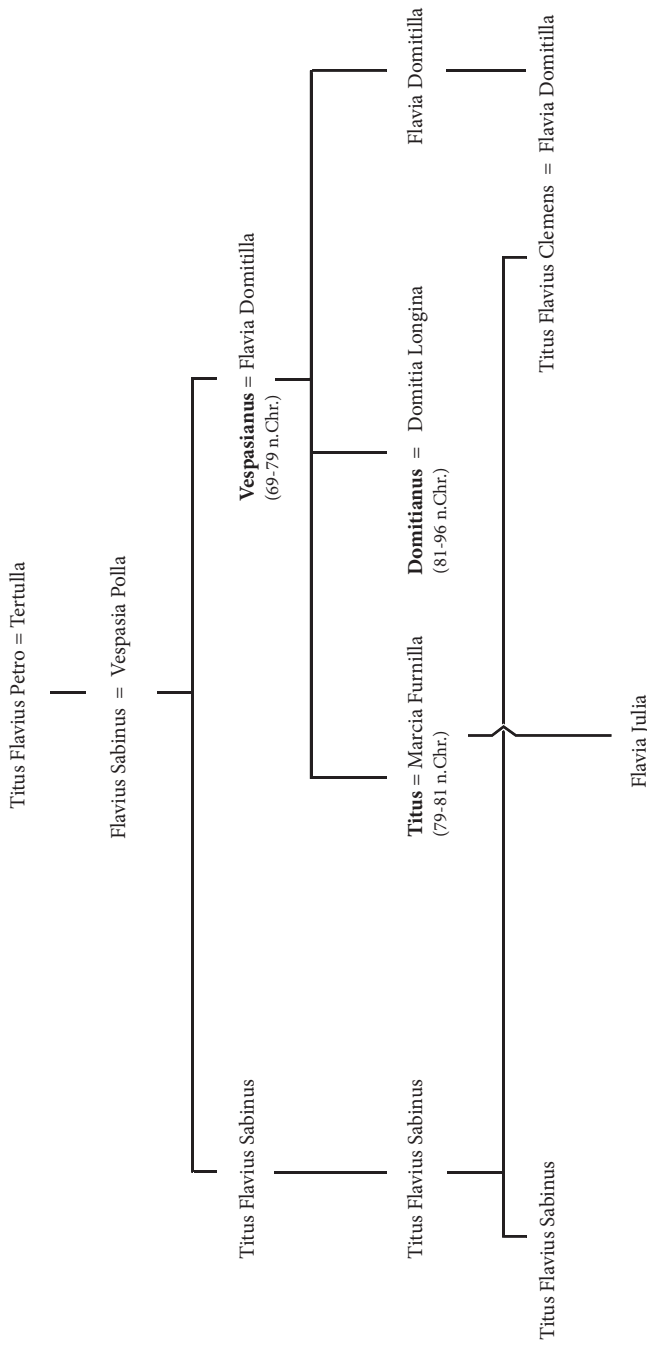 Titus Flavius Petro = Tertulla
Flavius Sabinus = Vespasia Polla
Titus Flavius Sabinus
Vespasianus = Flavia Domitilla
(69-79 n.Chr.)
Titus Flavius Sabinus
Titus = Marcia Furnilla
(79-81 n.Chr.)
Domitianus = Domitia Longina
(81-96 n.Chr.)
Flavia Domitilla
Titus Flavius Sabinus
Titus Flavius Clemens = Flavia Domitilla
Flavia Julia